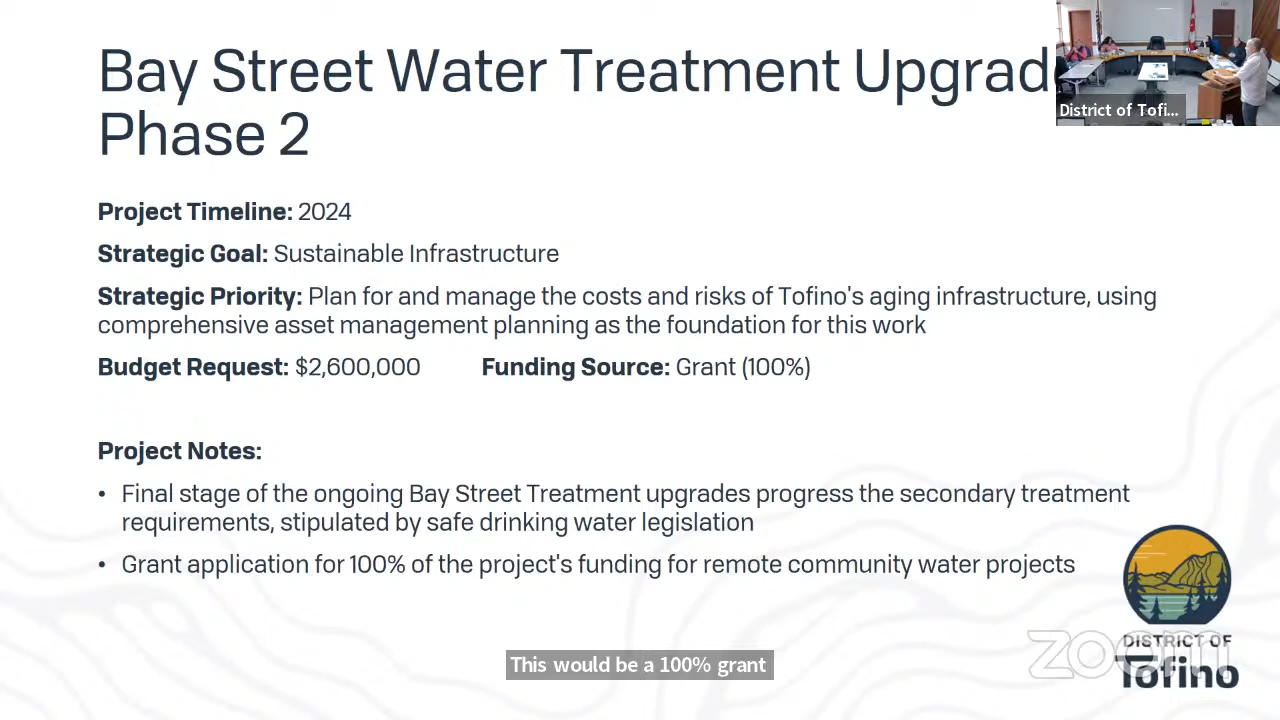 Bay Street Water Treatment Upgrad
Phase 2
District of Tofi...
Project Timeline: 2024
Strategic Goal: Sustainable Infrastructure
Strategic Priority: Plan for and manage the costs and risks of Tofino's aging infrastructure, using
comprehensive asset management planning as the foundation for this work
Budget Request: $2,600,000 Funding Source: Grant (100%)
Project Notes:
• Final stage of the ongoing Bay Street Treatment upgrades progress the secondary treatment
requirements, stipulated by safe drinking water legislation
• Grant application for 100% of the project's funding for remote community water projects
DISTRICT OF
Tofino
zoom
This would be a 100% grant